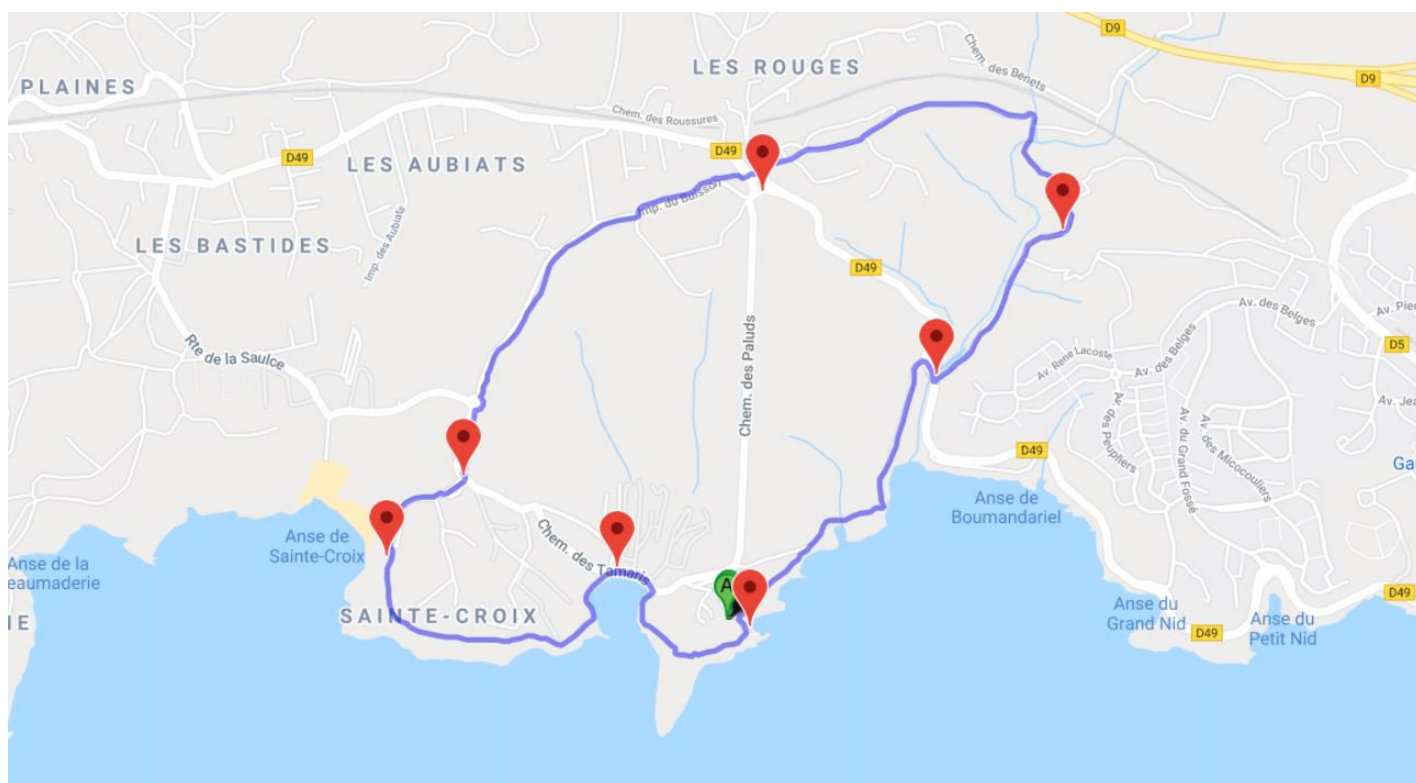 D9
LES ROUGES
Chem. des Benets
D9
PLAINES
Chem. des Roussures
D49
D49
LES AUBIATS
Imp. du Buisson
Imp. des Aubiats
LES BASTIDES
D49
Av. des Belges
Av. Pier
Rte de la Saulce
Chem. des Paluds
D5
Av. Rene Lacoste
Av. des Belges
Av. Jea
Av. des Peupliers
Av. du Grand Fossé
Av. des Micocouliers
D49
Ga
Anse de
Boumandariel
Anse de
Sainte-Croix
Chem. des Tamaris
Anse de la
eaumaderie
A
SAINTE-CROIX
IE
Anse du
Grand Nid
D49
Anse du
Petit Nid
D49